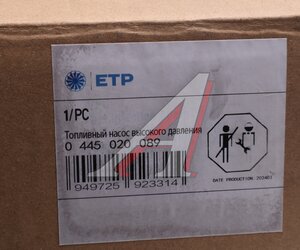 ETP
1/PC
Топливный насос высокого давления
0 445 020 089
949725 923314
DATE PRODUCTION: 202403